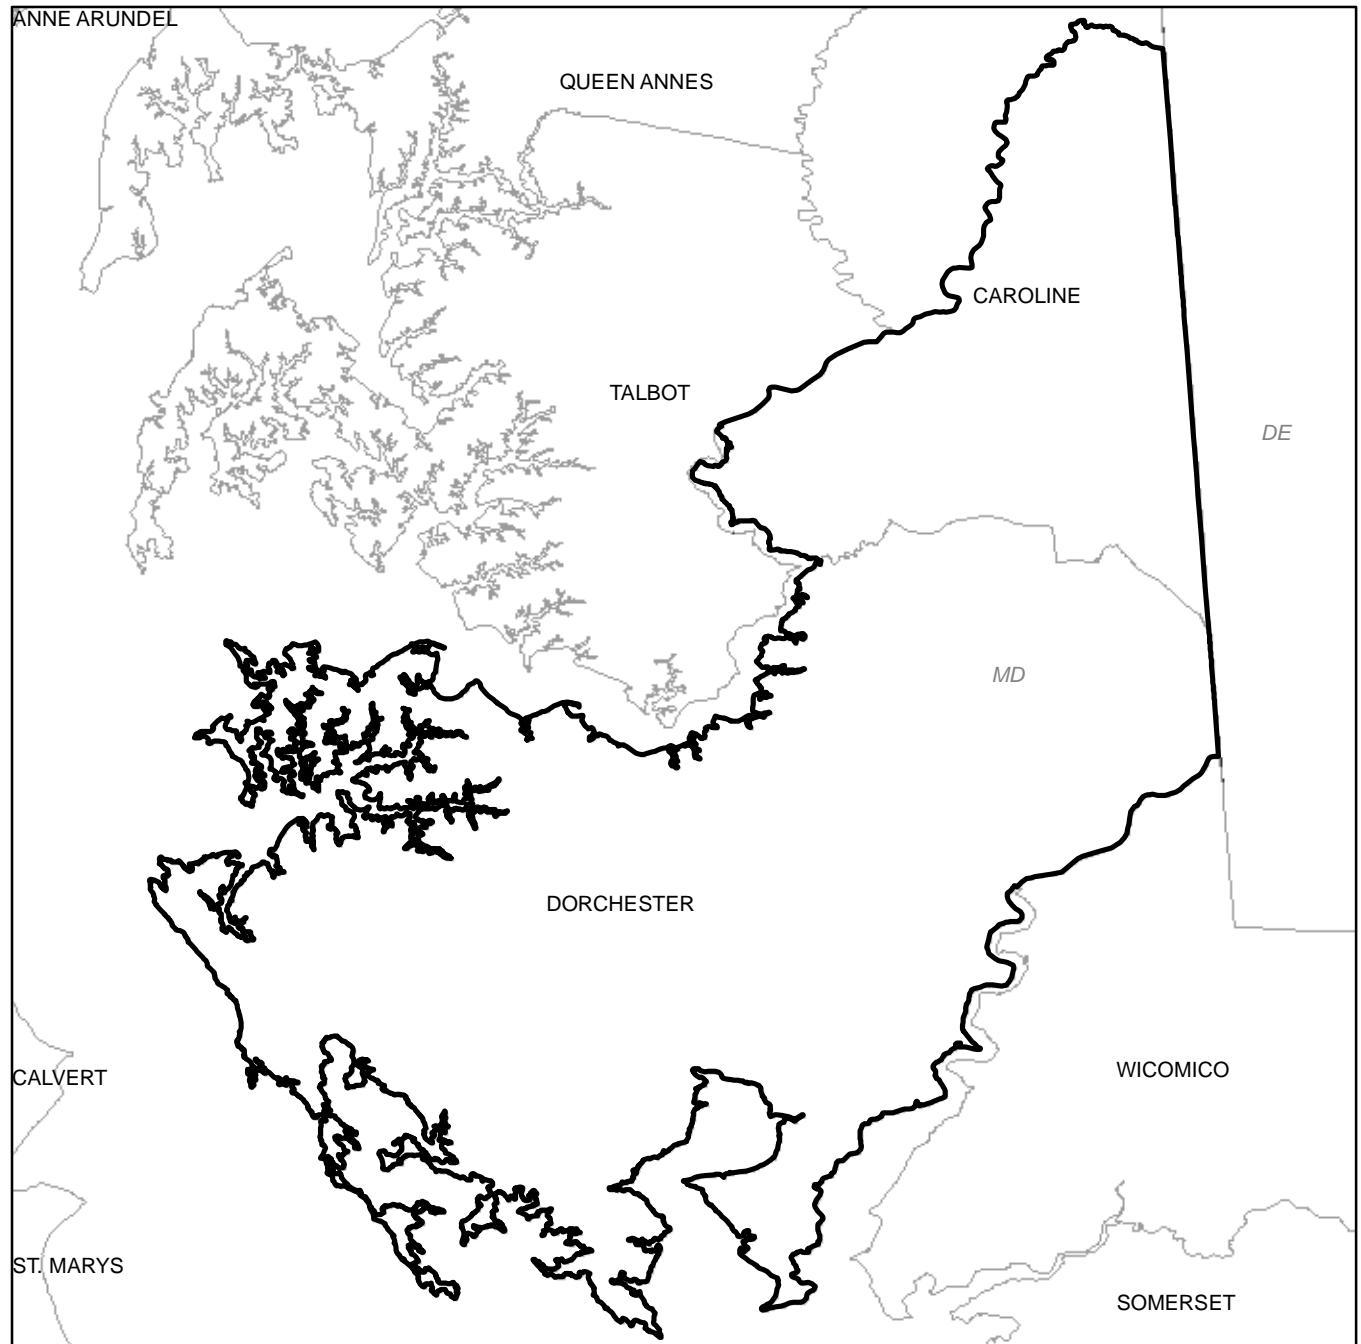 ANNE ARUNDEL
QUEEN ANNES
CAROLINE
TALBOT
DE
MD
DORCHESTER
CALVERT
WICOMICO
ST. MARYS
SOMERSET